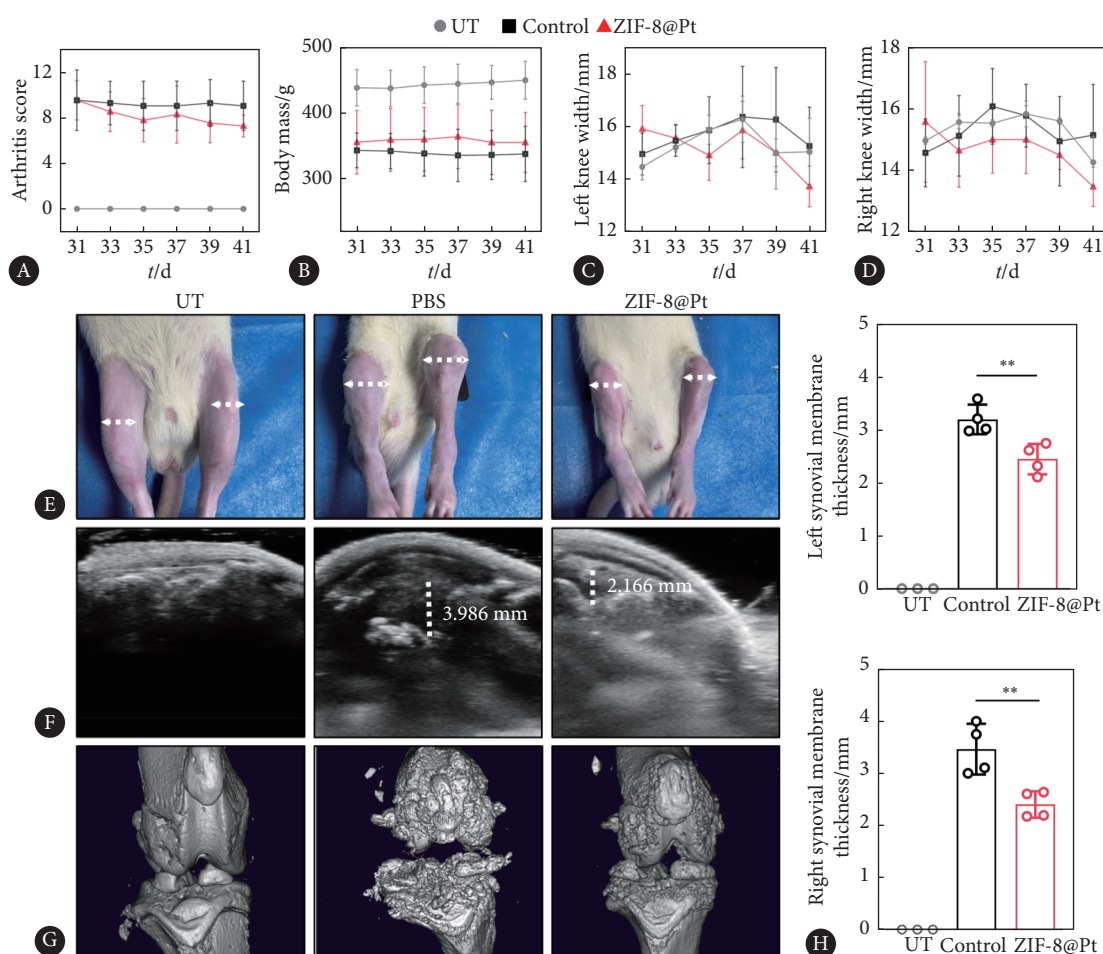 UT Control ZIF-8@Pt
Arthritis score
12
8
4
0
31 33 35 37 39 41
t/d
A
Body mass/g
500
400
300
31 33 35 37 39 41
t/d
B
Left knee width/mm
18
16
14
12
31 33 35 37 39 41
t/d
C
Right knee width/mm
18
16
14
12
31 33 35 37 39 41
t/d
D
UT PBS ZIF-8@Pt
E
F
3.986 mm
2.166 mm
G
Left synovial membrane
thickness/mm
5
4
3
2
1
0
**
UT Control ZIF-8@Pt
Right synovial membrane
thickness/mm
5
4
3
2
1
0
**
UT Control ZIF-8@Pt
H